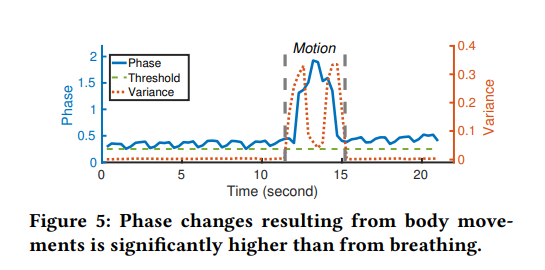 Motion
Phase
Threshold
Variance
Phase
2
1.5
1
0.5
0
0.4
0.3
0.2
0.1
0
Variance
0 5 10 15 20
Time (second)
Figure 5: Phase changes resulting from body move-
ments is significantly higher than from breathing.